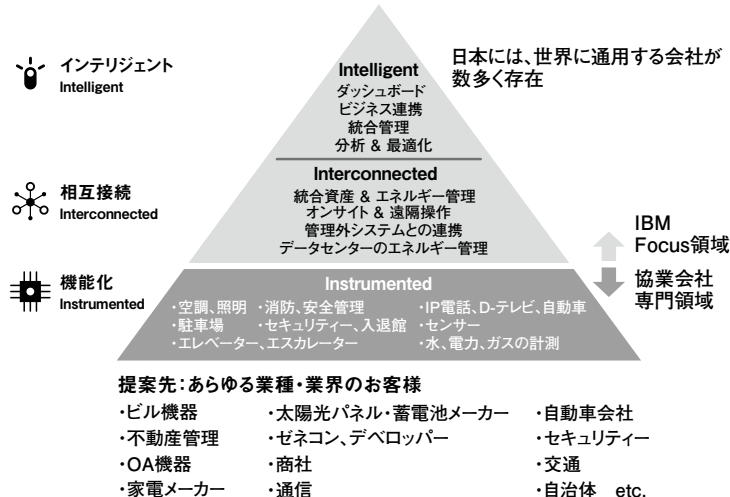 インテリジェント
Intelligent
日本には、世界に通用する会社が
数多く存在
Intelligent
ダッシュボード
ビジネス連携
統合管理
分析 & 最適化
相互接続
Interconnected
Interconnected
統合資産 & エネルギー管理
オンサイト & 遠隔操作
管理外システムとの連携
データセンターのエネルギー管理
IBM
Focus領域
協業会社
専門領域
機能化
Instrumented
Instrumented
・空調、照明 ・消防、安全管理 ・IP電話、D-テレビ、自動車
・駐車場 ・セキュリティー、入退館 ・センサー
・エレベーター、エスカレーター ・水、電力、ガスの計測
提案先：あらゆる業種・業界のお客様
・ビル機器 ・太陽光パネル・蓄電池メーカー ・自動車会社
・不動産管理 ・ゼネコン、デベロッパー ・セキュリティー
・OA機器 ・商社 ・交通
・家電メーカー ・通信 ・自治体 etc.